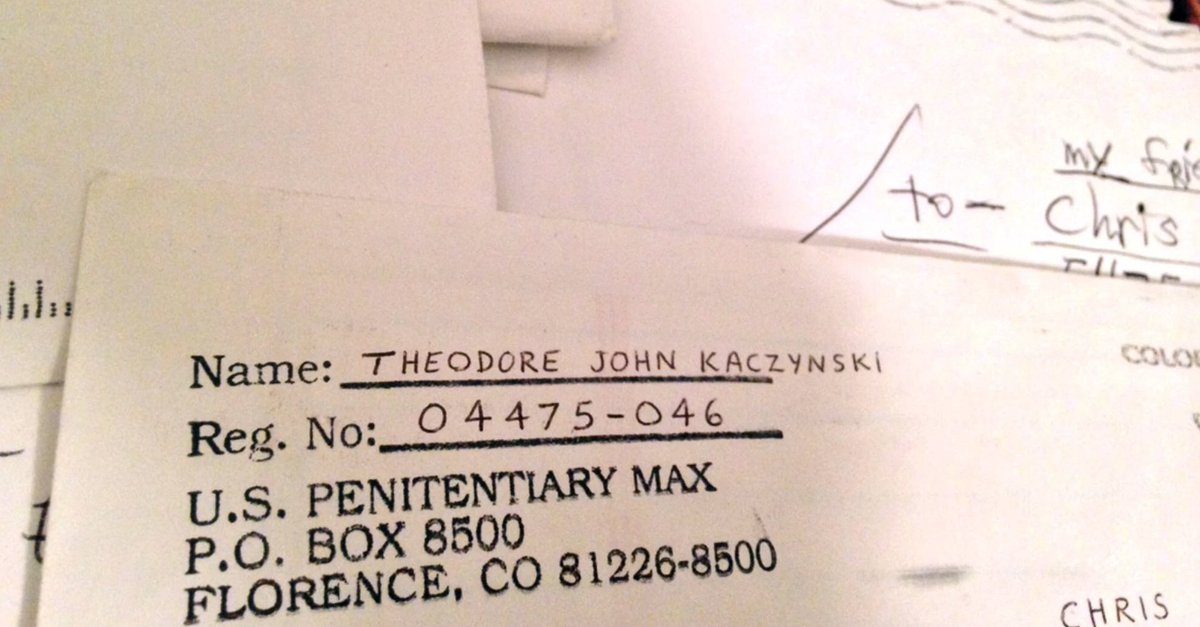 my
to- Chris
Name: THEODORE JOHN KACZYNSKI
Reg. No: 04475-046
U.S. PENITENTIARY MAX
P.O. BOX 8500
FLORENCE, CO 81226-8500
CHRIS